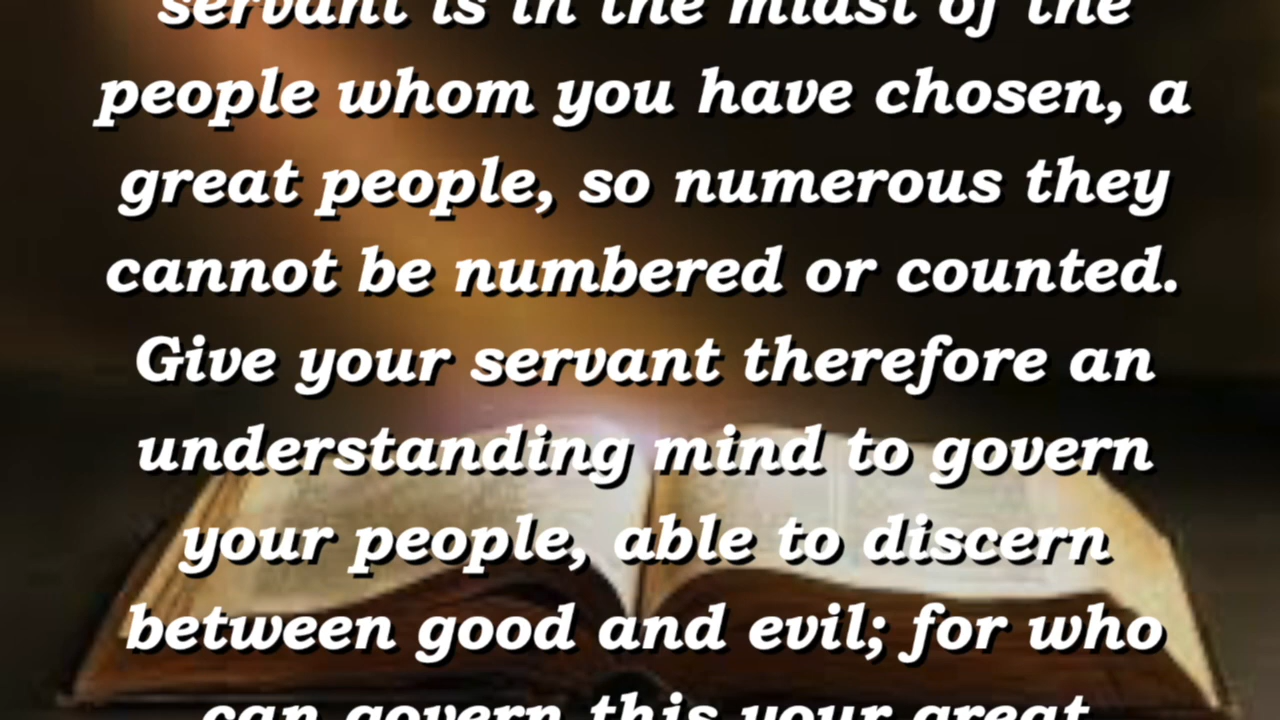 servant is in the midst of the
people whom you have chosen, a
great people, so numerous they
cannot be numbered or counted.
Give your servant therefore an
understanding mind to govern
your people, able to discern
between good and evil; for who
can govern this your great